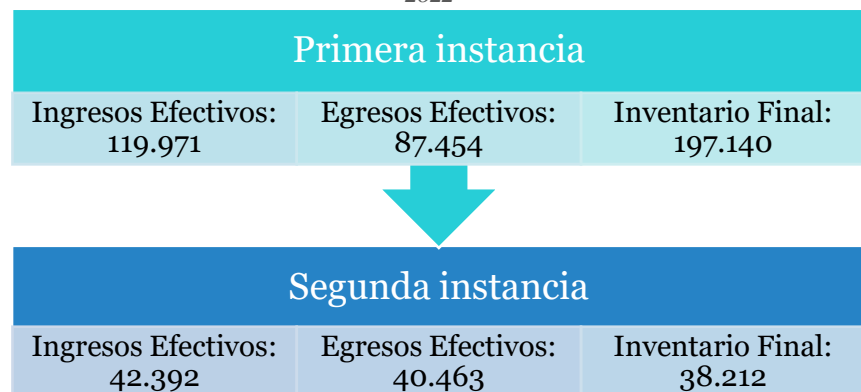 2022
Primera instancia
Ingresos Efectivos:
119.971
Egresos Efectivos:
87.454
Inventario Final:
197.140
Segunda instancia
Ingresos Efectivos:
42.392
Egresos Efectivos:
40.463
Inventario Final:
38.212